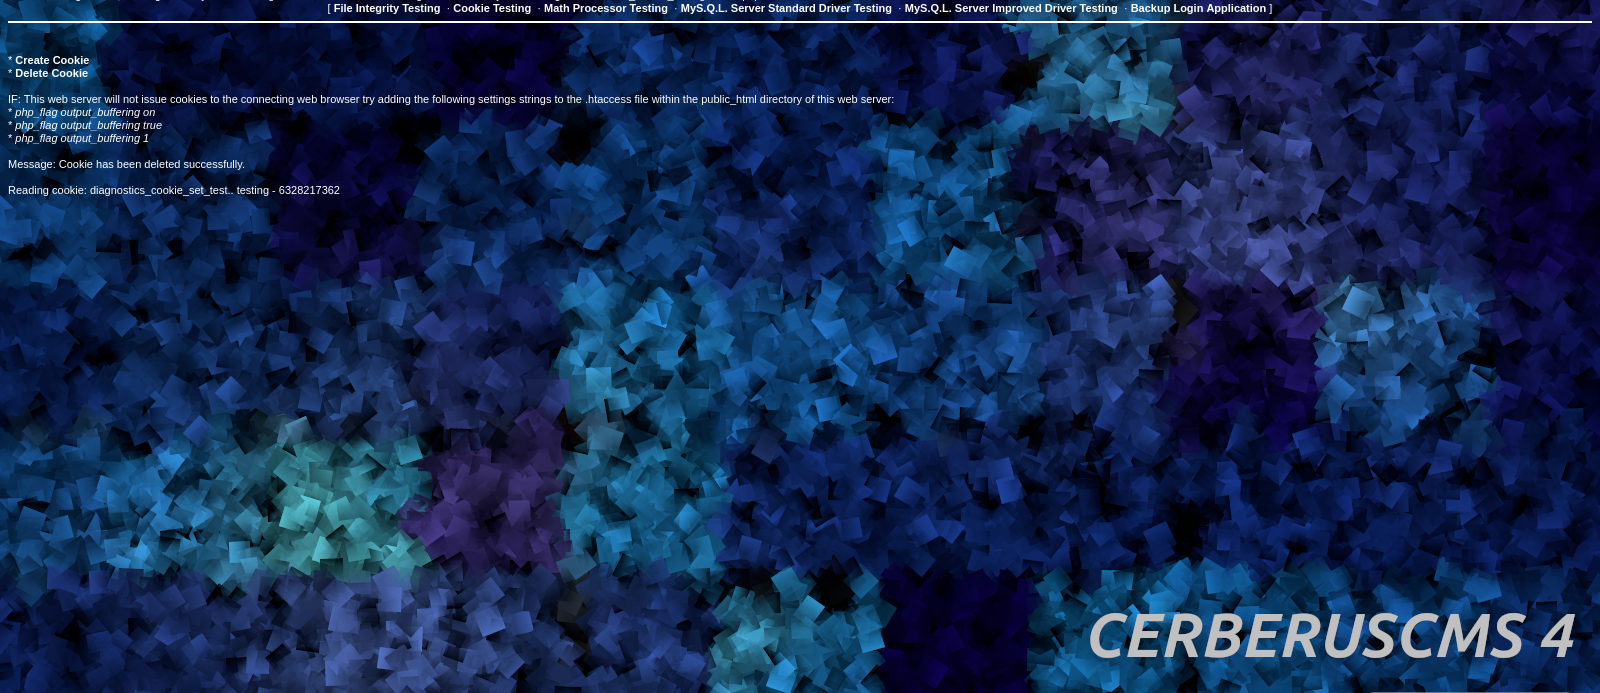 [ File Integrity Testing · Cookie Testing · Math Processor Testing · MyS.Q.L. Server Standard Driver Testing · MyS.Q.L. Server Improved Driver Testing · Backup Login Application ]
* Create Cookie
* Delete Cookie
IF: This web server will not issue cookies to the connecting web browser try adding the following settings strings to the .htaccess file within the public_html directory of this web server:
* php_flag output_buffering on
* php_flag output_buffering true
* php_flag output_buffering 1
Message: Cookie has been deleted successfully.
Reading cookie: diagnostics_cookie_set_test.. testing - 6328217362
CERBERUSCMS 4